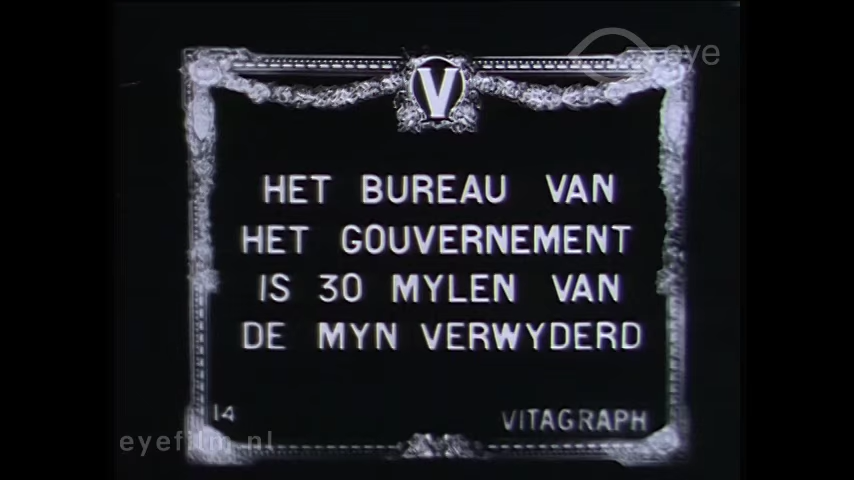 eye
V
HET BUREAU VAN
HET GOUVERNEMENT
IS 30 MYLEN VAN
DE MYN VERWYDERD
14
VITAGRAPH
eyefilm.nl